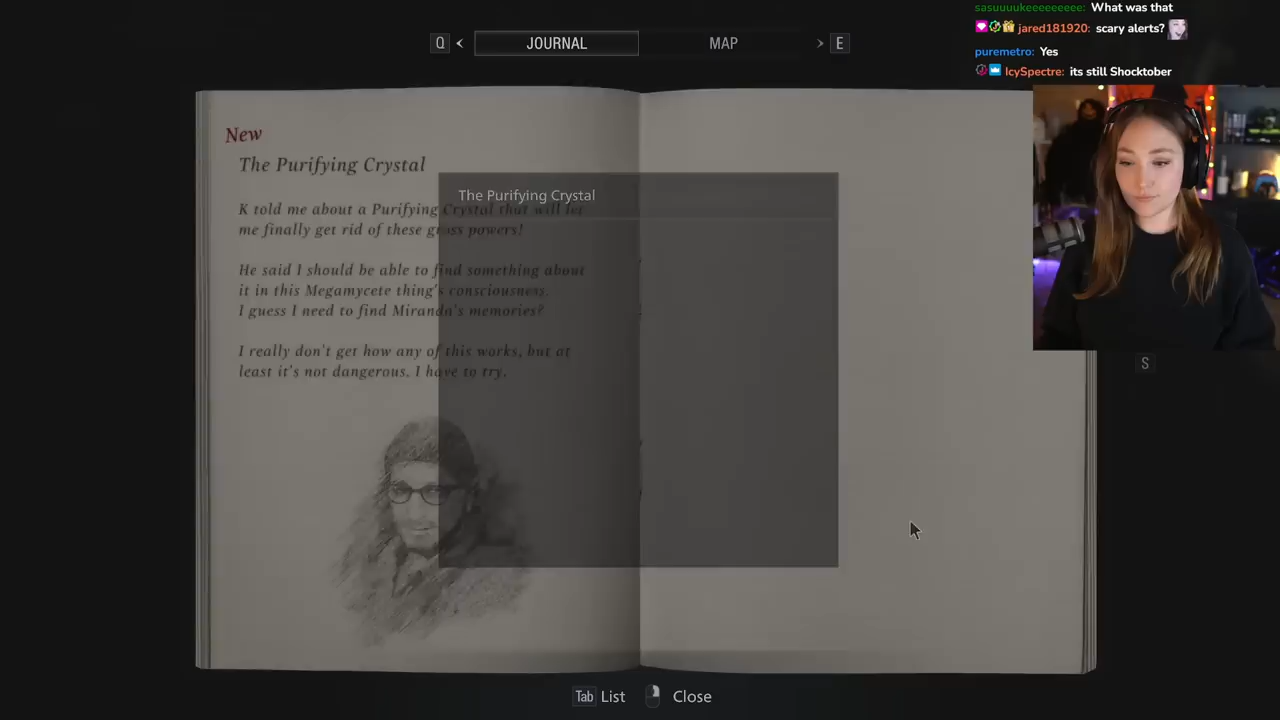 sasuuuukeeeeeeeee: What was that
jared181920: scary alerts?
puremetro: Yes
IcySpectre: its still Shocktober
Q < JOURNAL MAP > E
New
The Purifying Crystal
The Purifying Crystal
K told me about a Purifying Crystal that will let
me finally get rid of these gross powers!
He said I should be able to find something about
it in this Megamycete thing's consciousness.
I guess I need to find Miranda's memories?
I really don't get how any of this works, but at
least it's not dangerous. I have to try.
S
Tab List Close